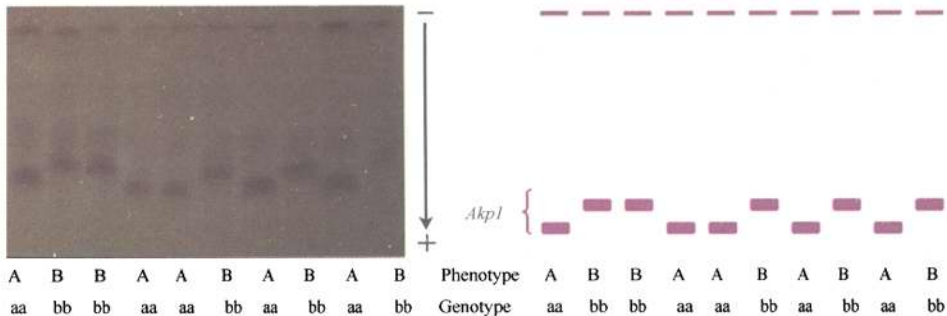 −
Akp1
+
A B B A A B A B A B Phenotype A B B A A B A B A B
aa bb bb aa aa bb aa bb aa bb Genotype aa bb bb aa aa bb aa bb aa bb